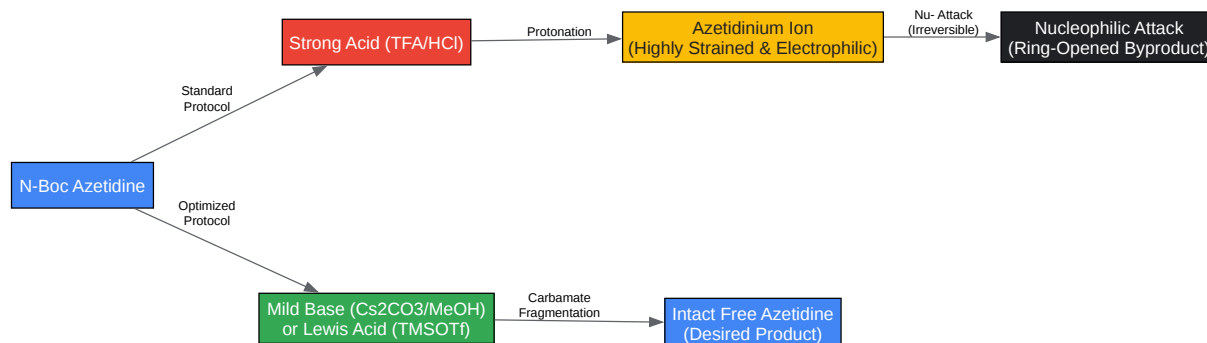 Strong Acid (TFA/HCl)
Protonation
Azetidinium Ion
(Highly Strained & Electrophilic)
Nu- Attack
(Irreversible)
Nucleophilic Attack
(Ring-Opened Byproduct)
Standard
Protocol
N-Boc Azetidine
Optimized
Protocol
Mild Base (Cs2CO3/MeOH)
or Lewis Acid (TMSOTf)
Carbamate
Fragmentation
Intact Free Azetidine
(Desired Product)